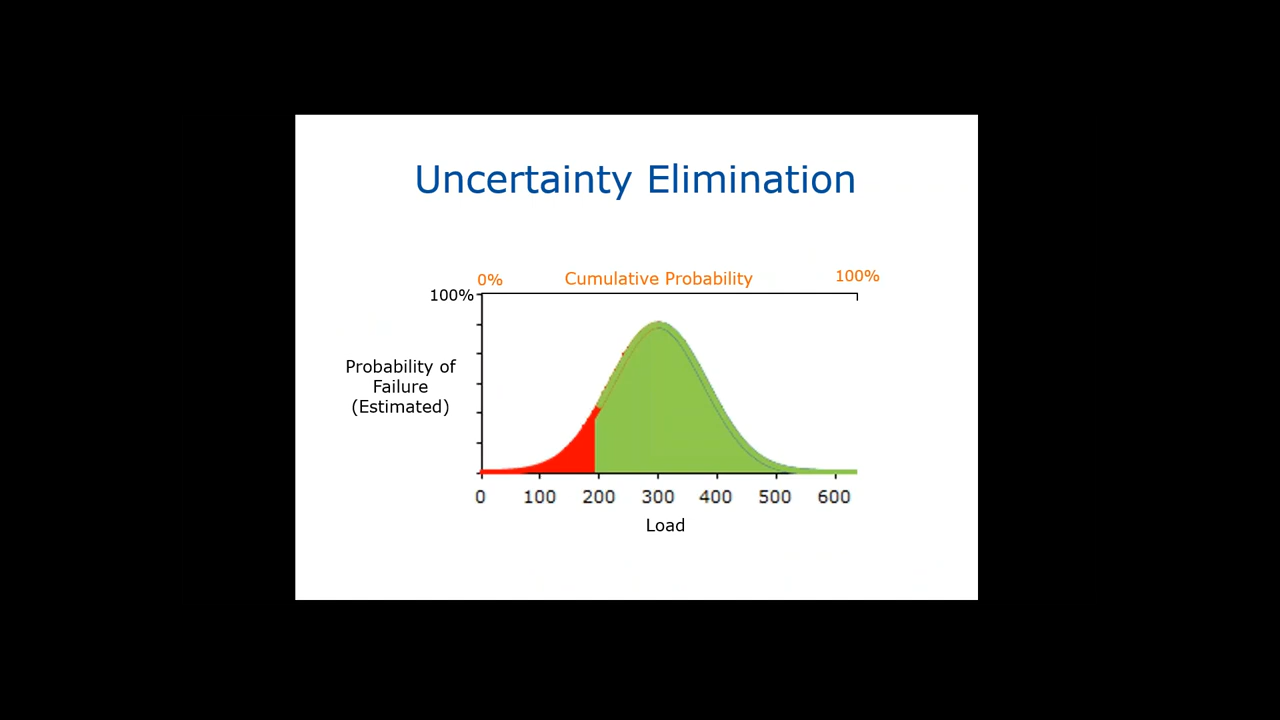 Uncertainty Elimination
0% Cumulative Probability 100%
100%
Probability of
Failure
(Estimated)
0 100 200 300 400 500 600
Load